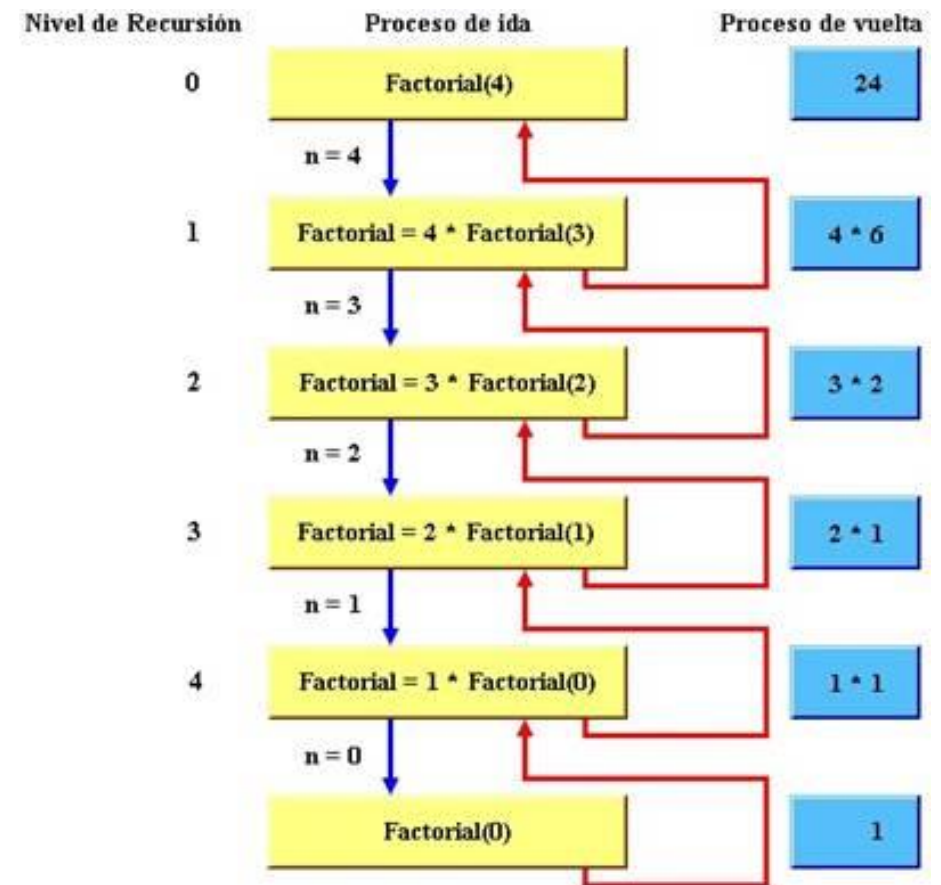 Nivel de Recursión Proceso de ida Proceso de vuelta
0 Factorial(4) 24
n = 4
1 Factorial = 4 * Factorial(3) 4 * 6
n = 3
2 Factorial = 3 * Factorial(2) 3 * 2
n = 2
3 Factorial = 2 * Factorial(1) 2 * 1
n = 1
4 Factorial = 1 * Factorial(0) 1 * 1
n = 0
Factorial(0) 1